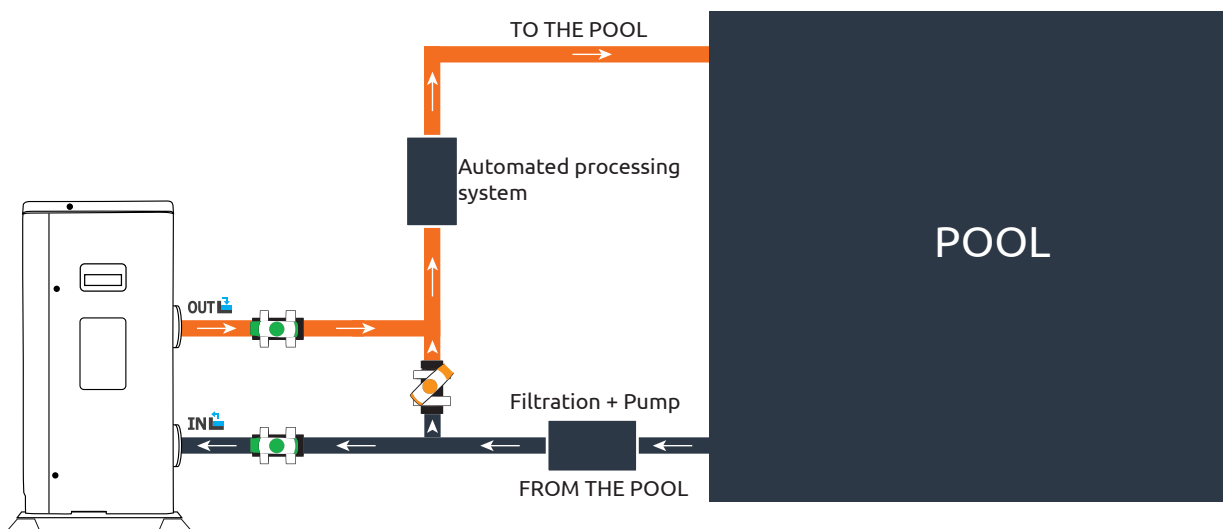 TO THE POOL
Automated processing
system
POOL
OUT
IN
Filtration + Pump
FROM THE POOL